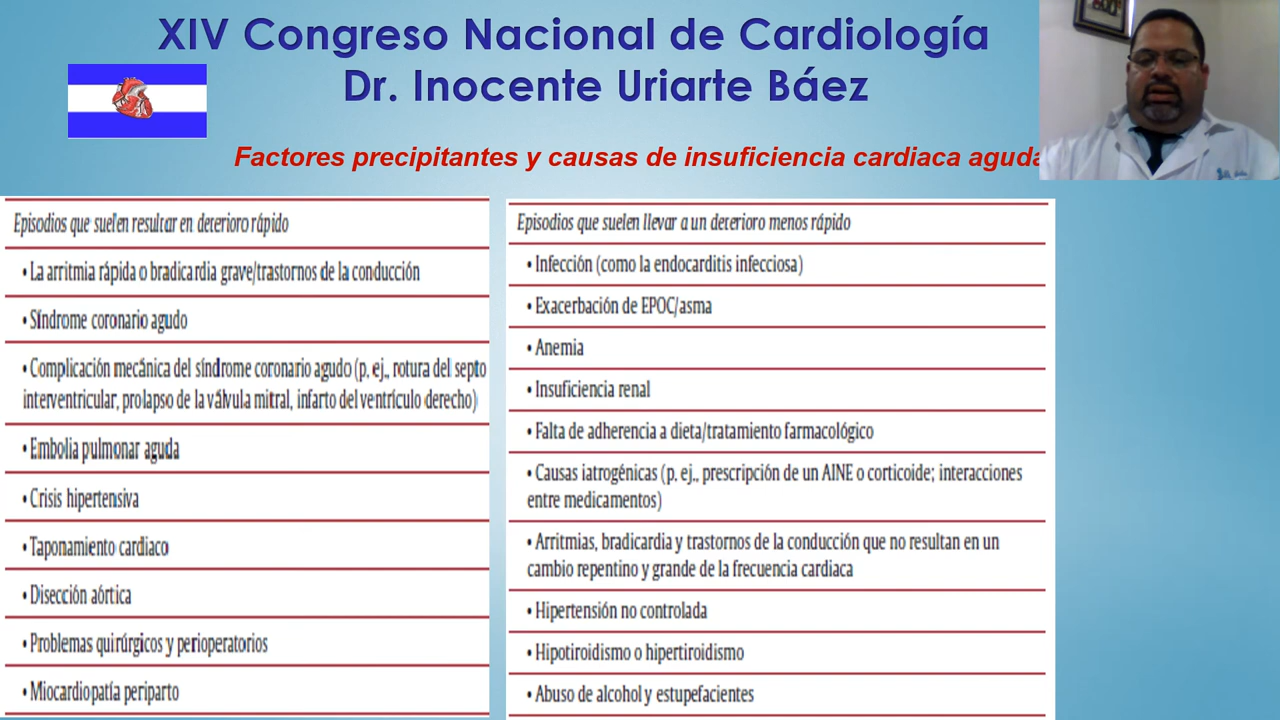 XIV Congreso Nacional de Cardiología
Dr. Inocente Uriarte Báez
Factores precipitantes y causas de insuficiencia cardiaca aguda
Episodios que suelen resultar en deterioro rápido
• La arritmia rápida o bradicardia grave/trastornos de la conducción
• Síndrome coronario agudo
• Complicación mecánica del síndrome coronario agudo (p. ej., rotura del septo
interventricular, prolapso de la válvula mitral, infarto del ventrículo derecho)
• Embolia pulmonar aguda
• Crisis hipertensiva
• Taponamiento cardiaco
• Disección aórtica
• Problemas quirúrgicos y perioperatorios
• Miocardiopatía periparto
Episodios que suelen llevar a un deterioro menos rápido
• Infección (como la endocarditis infecciosa)
• Exacerbación de EPOC/asma
• Anemia
• Insuficiencia renal
• Falta de adherencia a dieta/tratamiento farmacológico
• Causas iatrogénicas (p. ej., prescripción de un AINE o corticoide; interacciones
entre medicamentos)
• Arritmias, bradicardia y trastornos de la conducción que no resultan en un
cambio repentino y grande de la frecuencia cardiaca
• Hipertensión no controlada
• Hipotiroidismo o hipertiroidismo
• Abuso de alcohol y estupefacientes